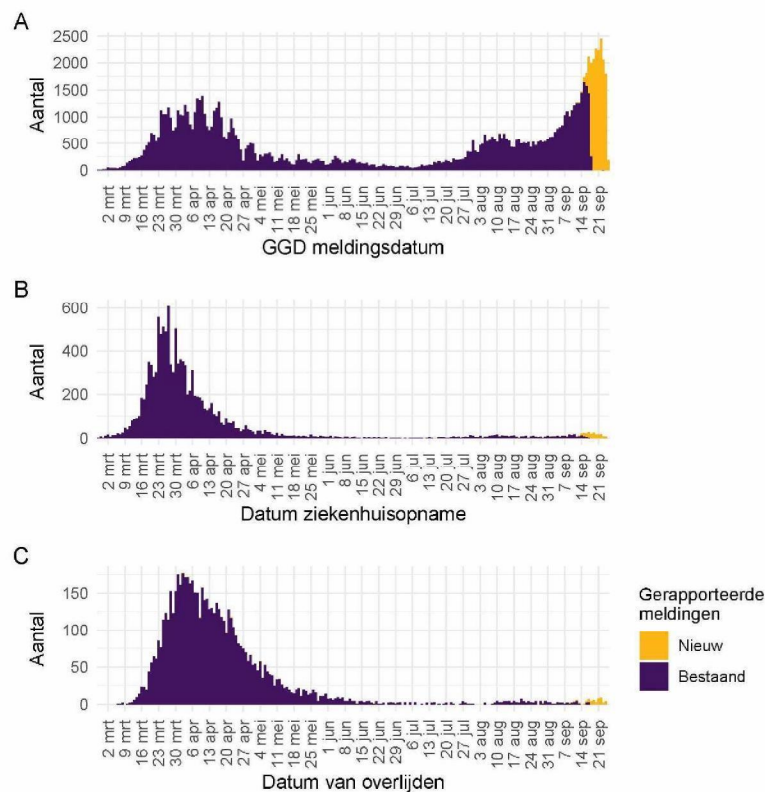 A
2500
2000
1500
1000
500
0
Aantal
2 mrt
9 mrt
16 mrt
23 mrt
30 mrt
6 apr
13 apr
20 apr
27 apr
4 mei
11 mei
18 mei
25 mei
1 jun
8 jun
15 jun
22 jun
29 jun
6 jul
13 jul
20 jul
27 jul
3 aug
10 aug
17 aug
24 aug
31 aug
7 sep
14 sep
21 sep
GGD meldingsdatum
B
600
400
200
0
Aantal
2 mrt
9 mrt
16 mrt
23 mrt
30 mrt
6 apr
13 apr
20 apr
27 apr
4 mei
11 mei
18 mei
25 mei
1 jun
8 jun
15 jun
22 jun
29 jun
6 jul
13 jul
20 jul
27 jul
3 aug
10 aug
17 aug
24 aug
31 aug
7 sep
14 sep
21 sep
Datum ziekenhuisopname
C
150
100
50
0
Aantal
2 mrt
9 mrt
16 mrt
23 mrt
30 mrt
6 apr
13 apr
20 apr
27 apr
4 mei
11 mei
18 mei
25 mei
1 jun
8 jun
15 jun
22 jun
29 jun
6 jul
13 jul
20 jul
27 jul
3 aug
10 aug
17 aug
24 aug
31 aug
7 sep
14 sep
21 sep
Datum van overlijden
Gerapporteerde
meldingen
Nieuw
Bestaand